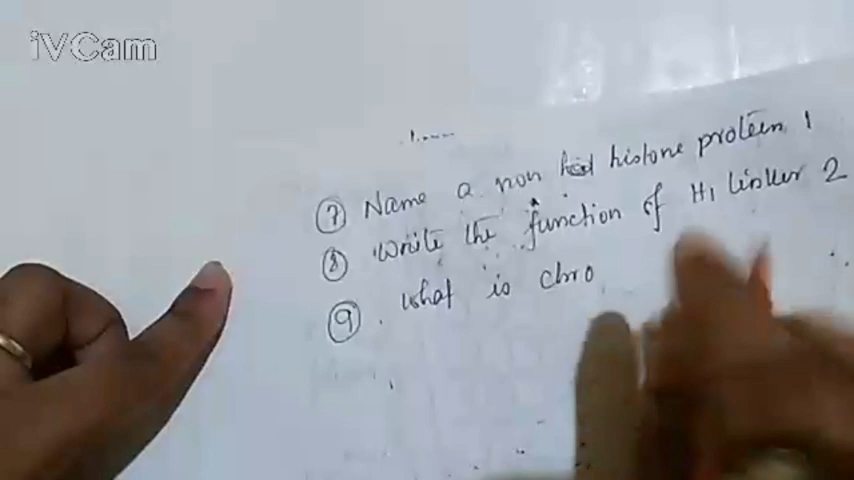 iVCam
⑦ Name a non histone protein 1
⑧ Write the function of H1 linker 2
⑨ . What is chro